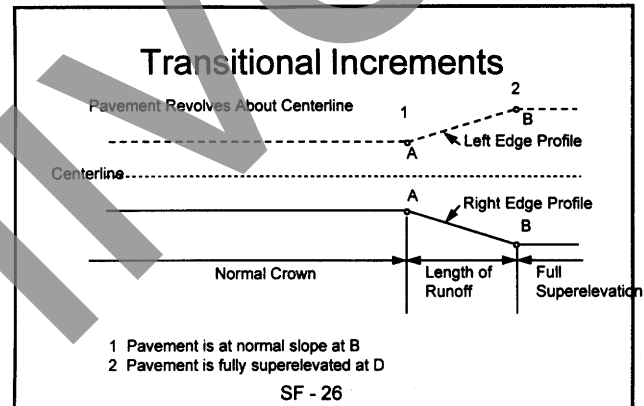 Transitional Increments
Pavement Revolves About Centerline
1
2
B
A
Left Edge Profile
Centerline
A
Right Edge Profile
B
Normal Crown
Length of
Runoff
Full
Superelevation
1 Pavement is at normal slope at B
2 Pavement is fully superelevated at D
SF - 26